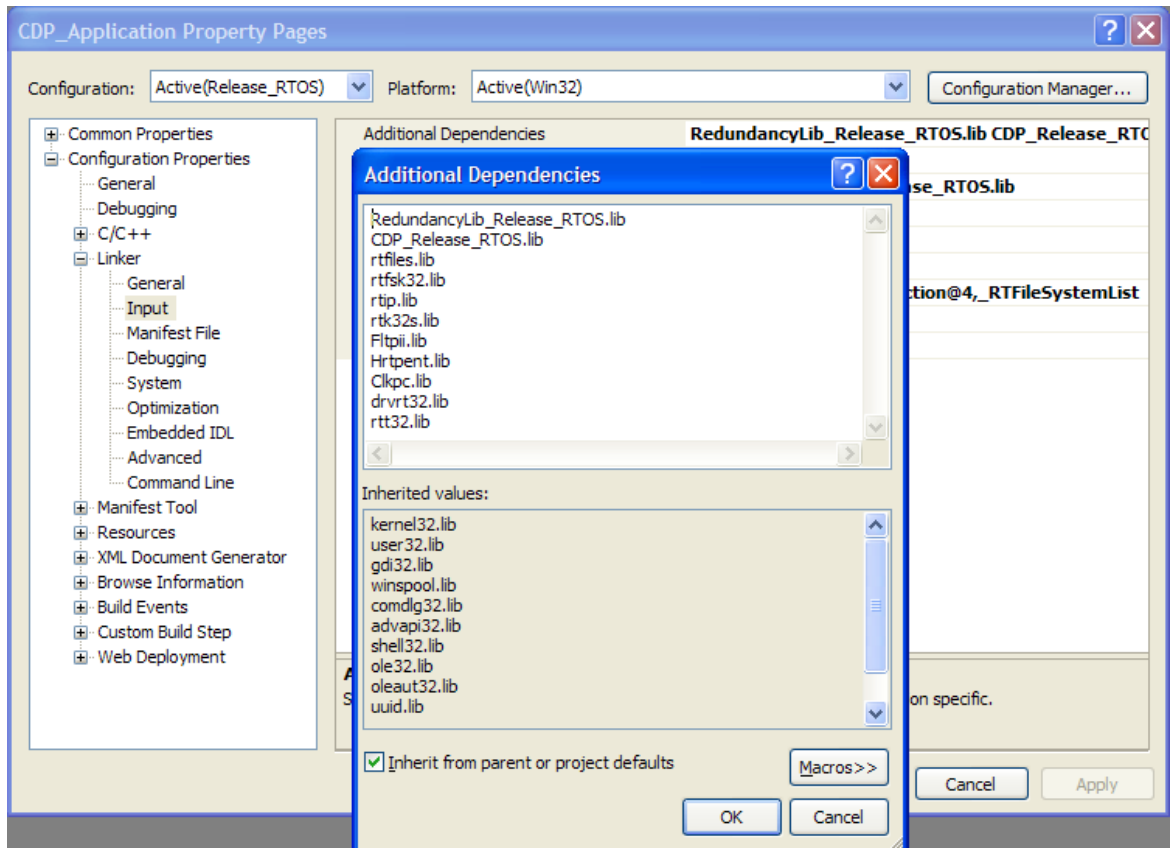 CDP_Application Property Pages
Configuration: Active(Release_RTOS) Platform: Active(Win32) Configuration Manager...
Common Properties
Configuration Properties
General
Debugging
C/C++
Linker
General
Input
Manifest File
Debugging
System
Optimization
Embedded IDL
Advanced
Command Line
Manifest Tool
Resources
XML Document Generator
Browse Information
Build Events
Custom Build Step
Web Deployment
Additional Dependencies RedundancyLib_Release_RTOS.lib CDP_Release_RTO
ase_RTOS.lib
ction@4,_RTFileSystemList
Additional Dependencies
RedundancyLib_Release_RTOS.lib
CDP_Release_RTOS.lib
rtfiles.lib
rtfsk32.lib
rtip.lib
rtk32s.lib
Fltpii.lib
Hrtpent.lib
Clkpc.lib
drvrt32.lib
rtt32.lib
Inherited values:
kernel32.lib
user32.lib
gdi32.lib
winspool.lib
comdlg32.lib
advapi32.lib
shell32.lib
ole32.lib
oleaut32.lib
uuid.lib
Inherit from parent or project defaults
Macros>>
OK Cancel
on specific.
Cancel Apply